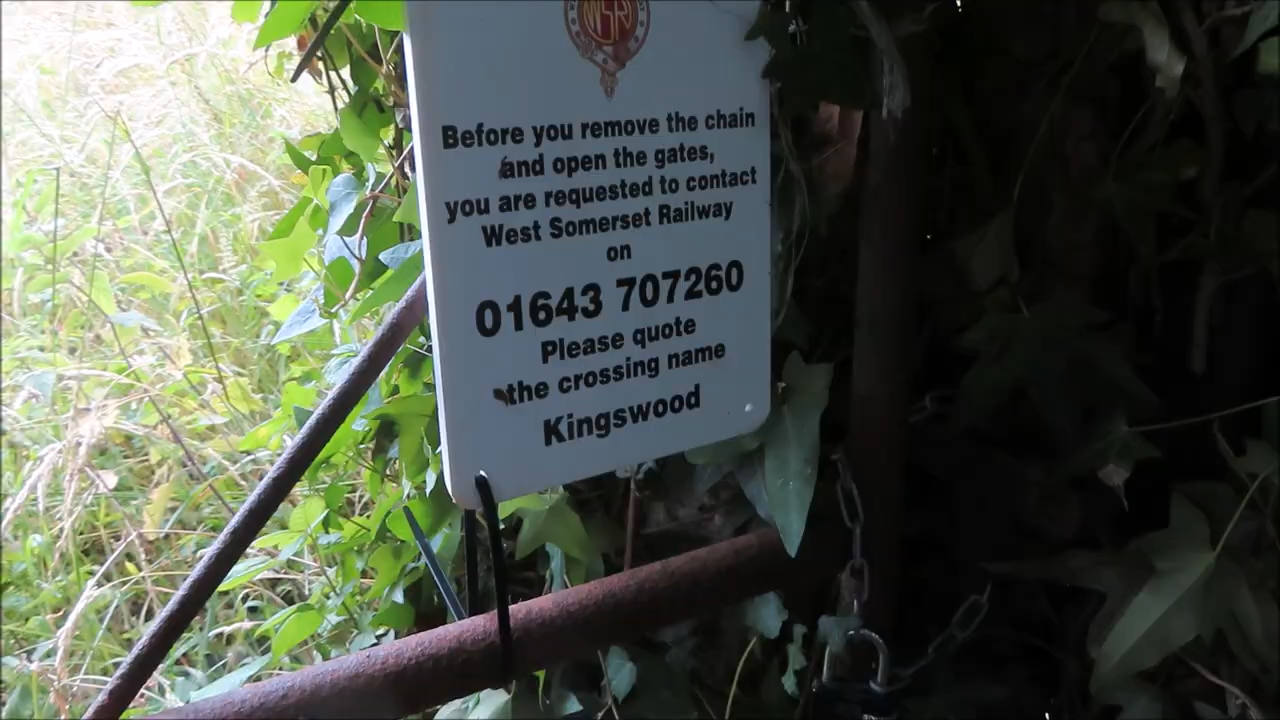 WSR
Before you remove the chain
and open the gates,
you are requested to contact
West Somerset Railway
on
01643 707260
Please quote
the crossing name
Kingswood